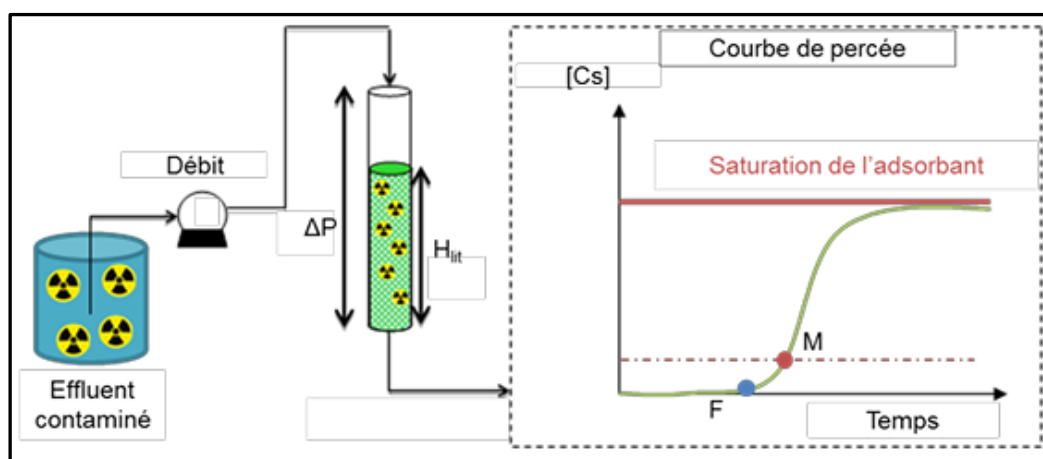 Courbe de percée
[Cs]
Débit
Saturation de l'adsorbant
ΔP
Hlit
M
F
Effluent
contaminé
Temps